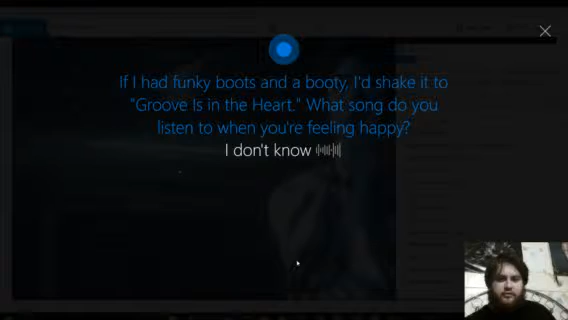 If I had funky boots and a booty, I'd shake it to
"Groove Is in the Heart." What song do you
listen to when you're feeling happy?
I don't know